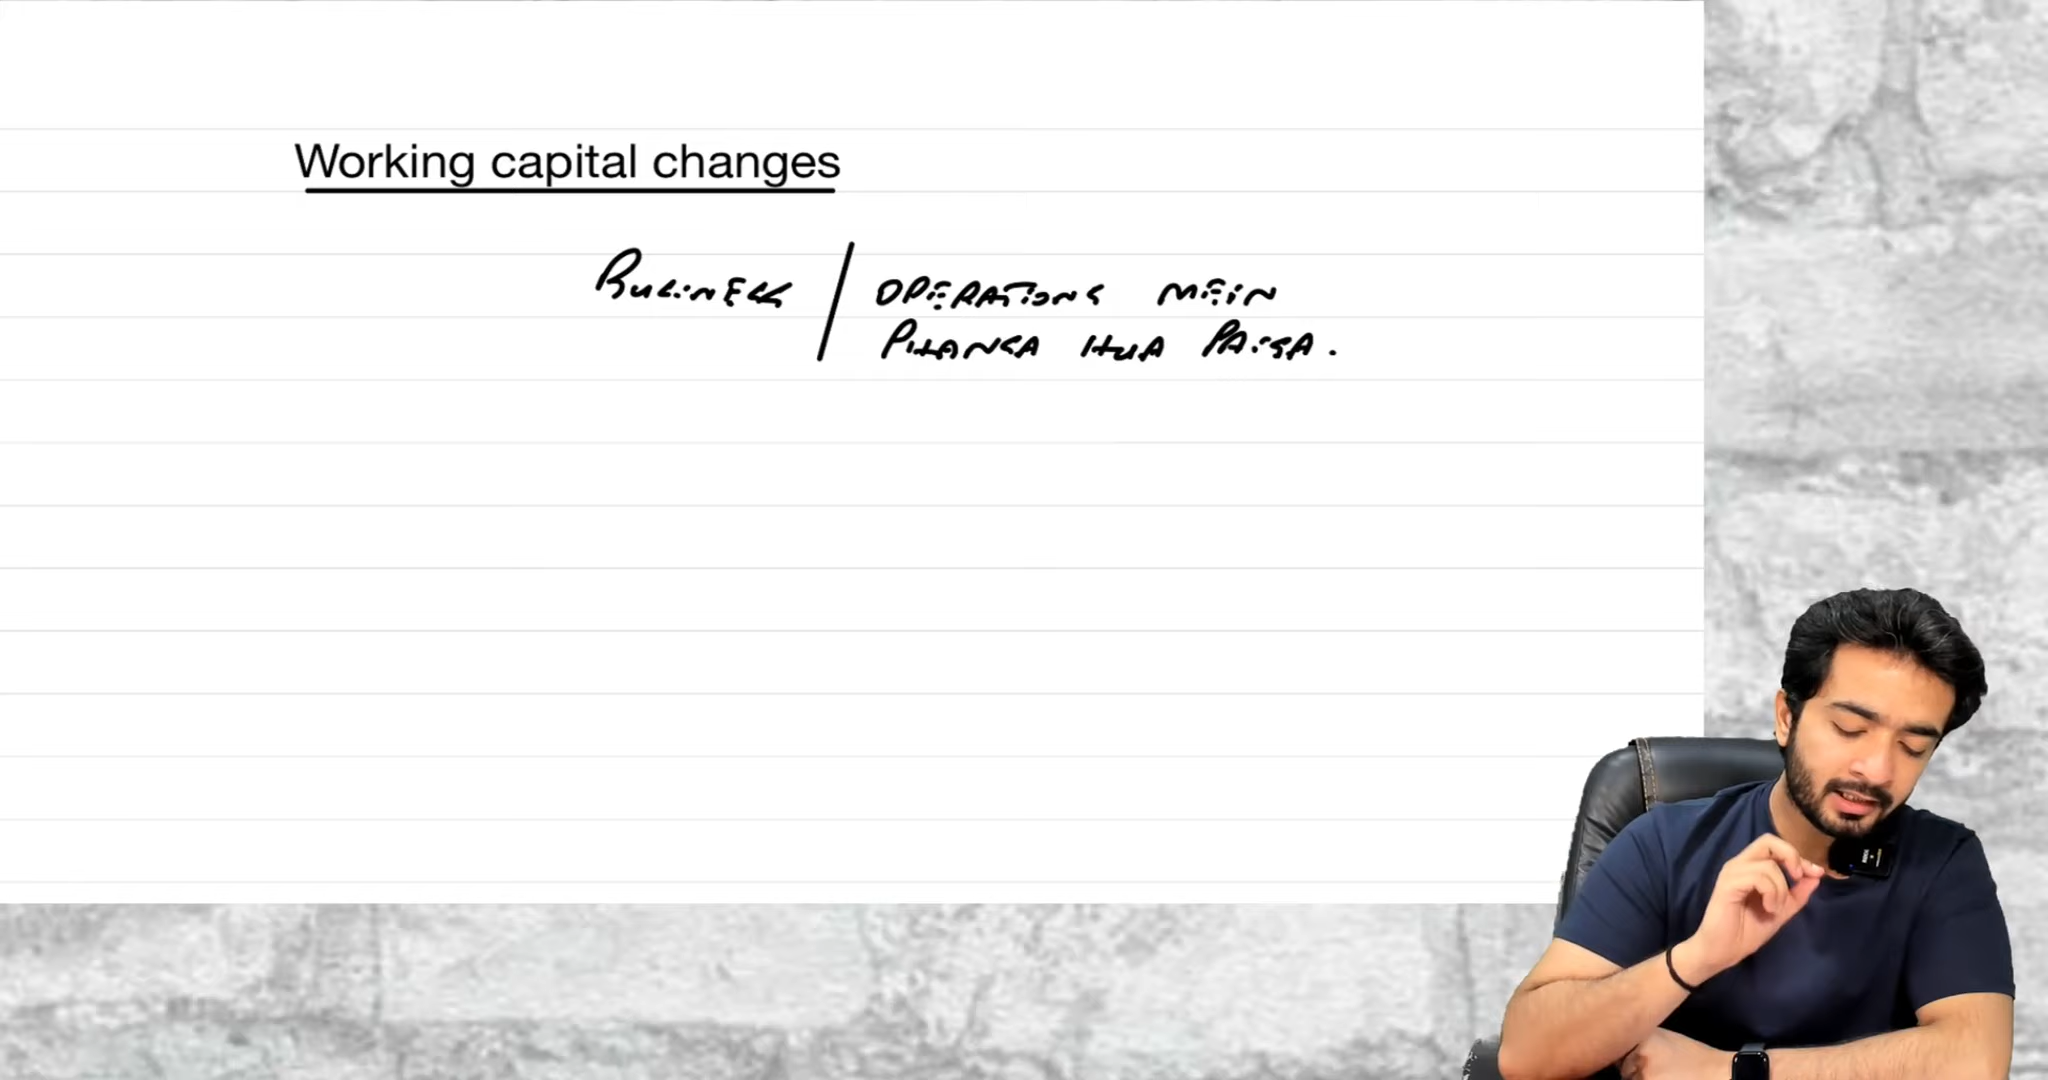 Working capital changes
BUSINESS / OPERATIONS MEIN
PHANSA HUA PAISA.